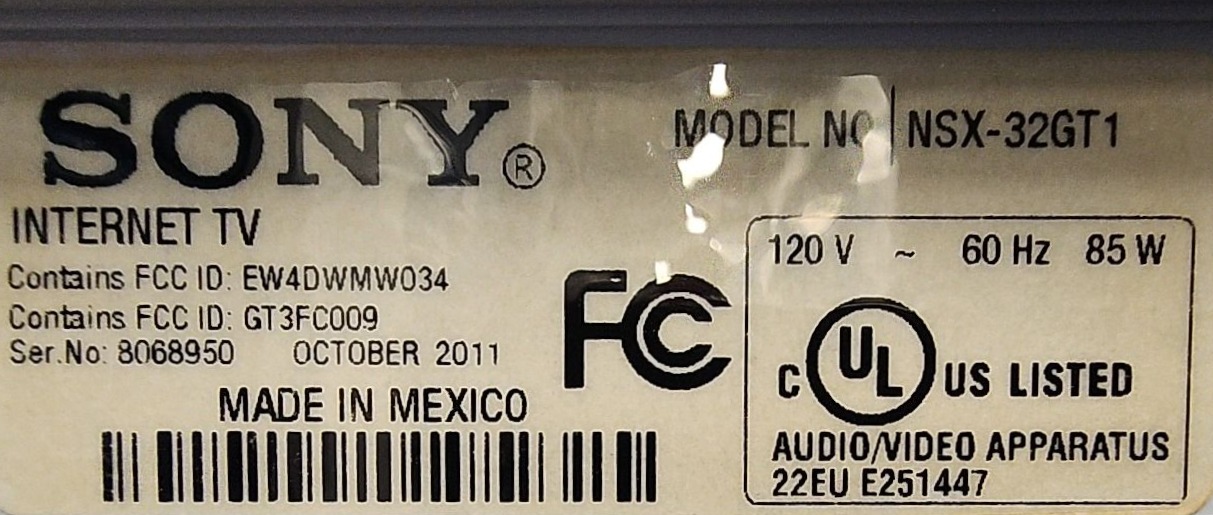 SONY®
MODEL NO NSX-32GT1
INTERNET TV
Contains FCC ID: EW4DWMW034
Contains FCC ID: GT3FC009
Ser.No: 8068950 OCTOBER 2011
MADE IN MEXICO
FC
120 V ~ 60 Hz 85 W
C UL US LISTED
AUDIO/VIDEO APPARATUS
22EU E251447